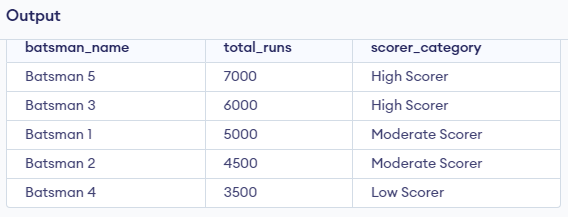 Output
batsman_name total_runs scorer_category
Batsman 5 7000 High Scorer
Batsman 3 6000 High Scorer
Batsman 1 5000 Moderate Scorer
Batsman 2 4500 Moderate Scorer
Batsman 4 3500 Low Scorer